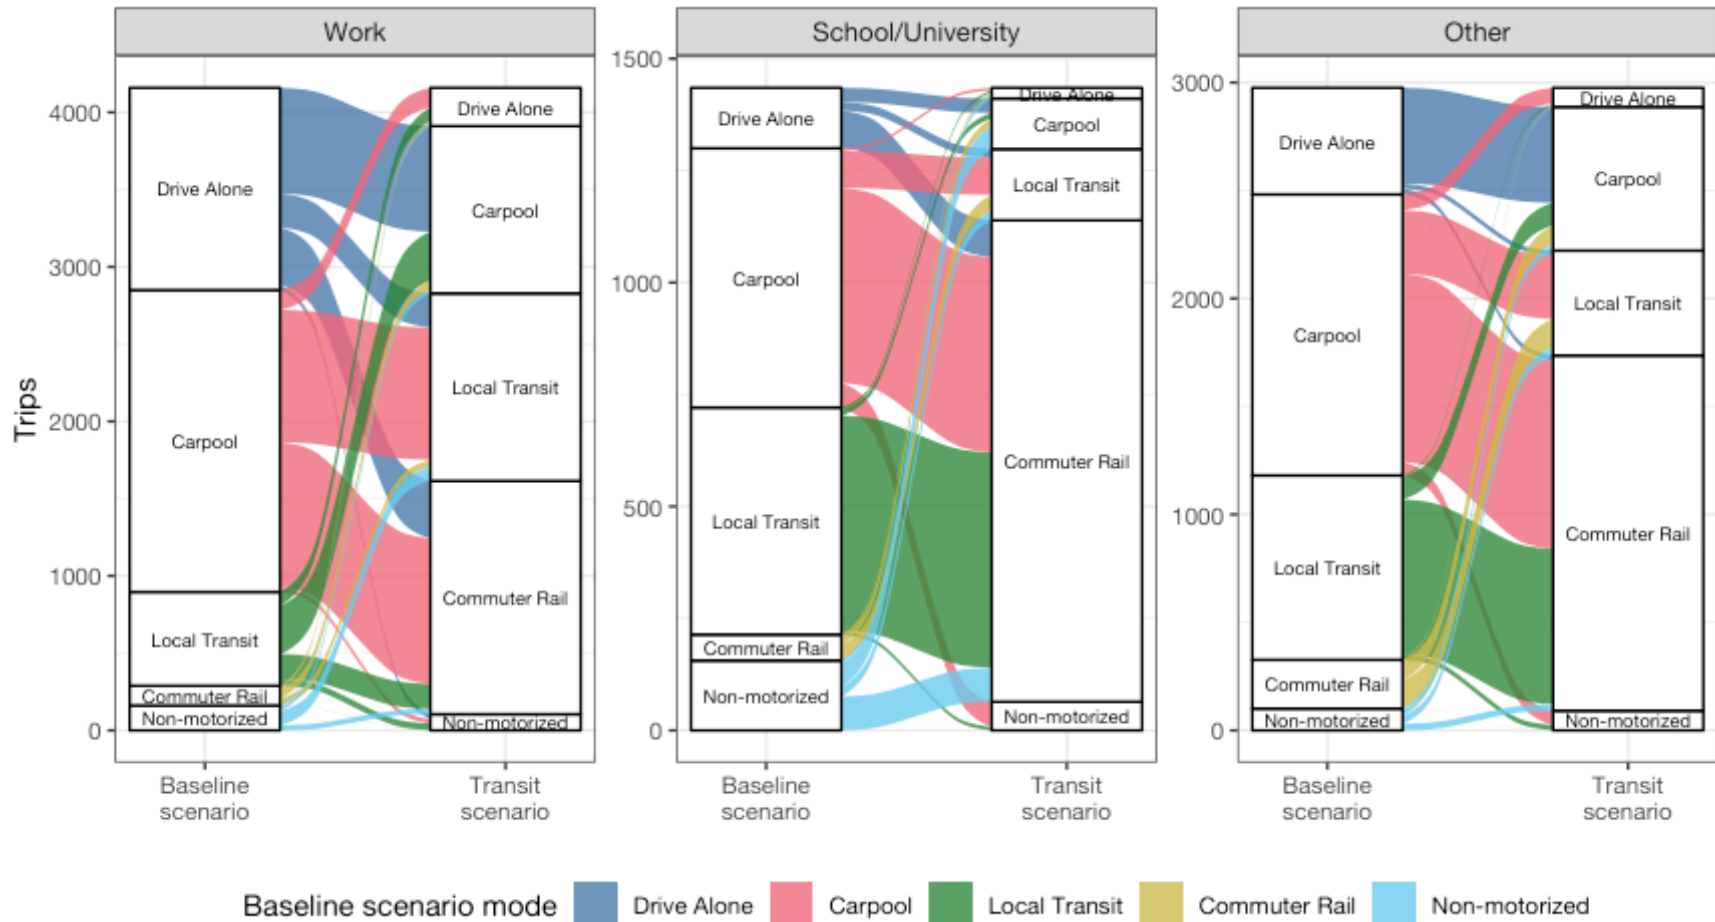 Work
School/University
Other
Trips
4000
3000
2000
1000
0
Drive Alone
Carpool
Local Transit
Commuter Rail
Non-motorized
Drive Alone
Carpool
Local Transit
Commuter Rail
Non-motorized
Baseline
scenario
Transit
scenario
1500
1000
500
0
Drive Alone
Carpool
Local Transit
Commuter Rail
Non-motorized
Drive Alone
Carpool
Local Transit
Commuter Rail
Non-motorized
Baseline
scenario
Transit
scenario
3000
2000
1000
0
Drive Alone
Carpool
Local Transit
Commuter Rail
Non-motorized
Drive Alone
Carpool
Local Transit
Commuter Rail
Non-motorized
Baseline
scenario
Transit
scenario
Baseline scenario mode Drive Alone Carpool Local Transit Commuter Rail Non-motorized